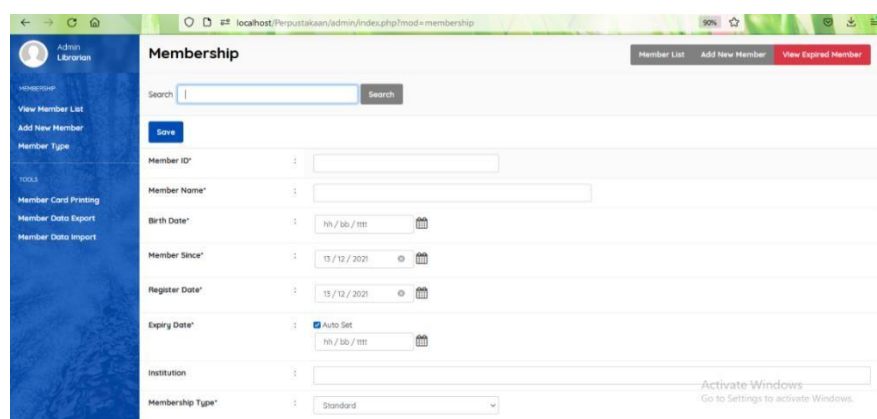 localhost/Perpustakaan/admin/index.php?mod=membership
90%
Admin
Librarian
Membership
Member List Add New Member View Expired Member
MEMBERSHIP
View Member List
Add New Member
Member Type
TOOLS
Member Card Printing
Member Data Export
Member Data Import
Search Search
Save
Member ID* :
Member Name* :
Birth Date* : hh / bb / tttt
Member Since* : 13 / 12 / 2021
Register Date* : 13 / 12 / 2021
Expiry Date* : Auto Set
hh / bb / tttt
Institution :
Membership Type* : Standard
Activate Windows
Go to Settings to activate Windows.